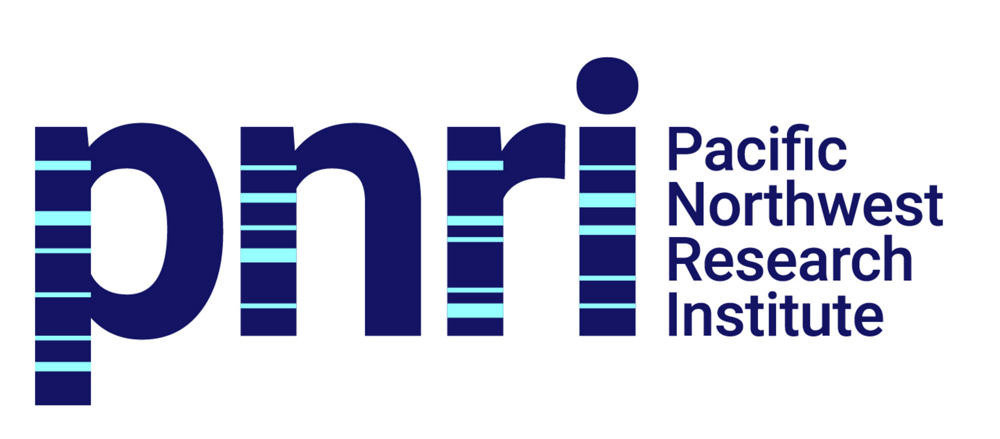 pnri
Pacific
Northwest
Research
Institute